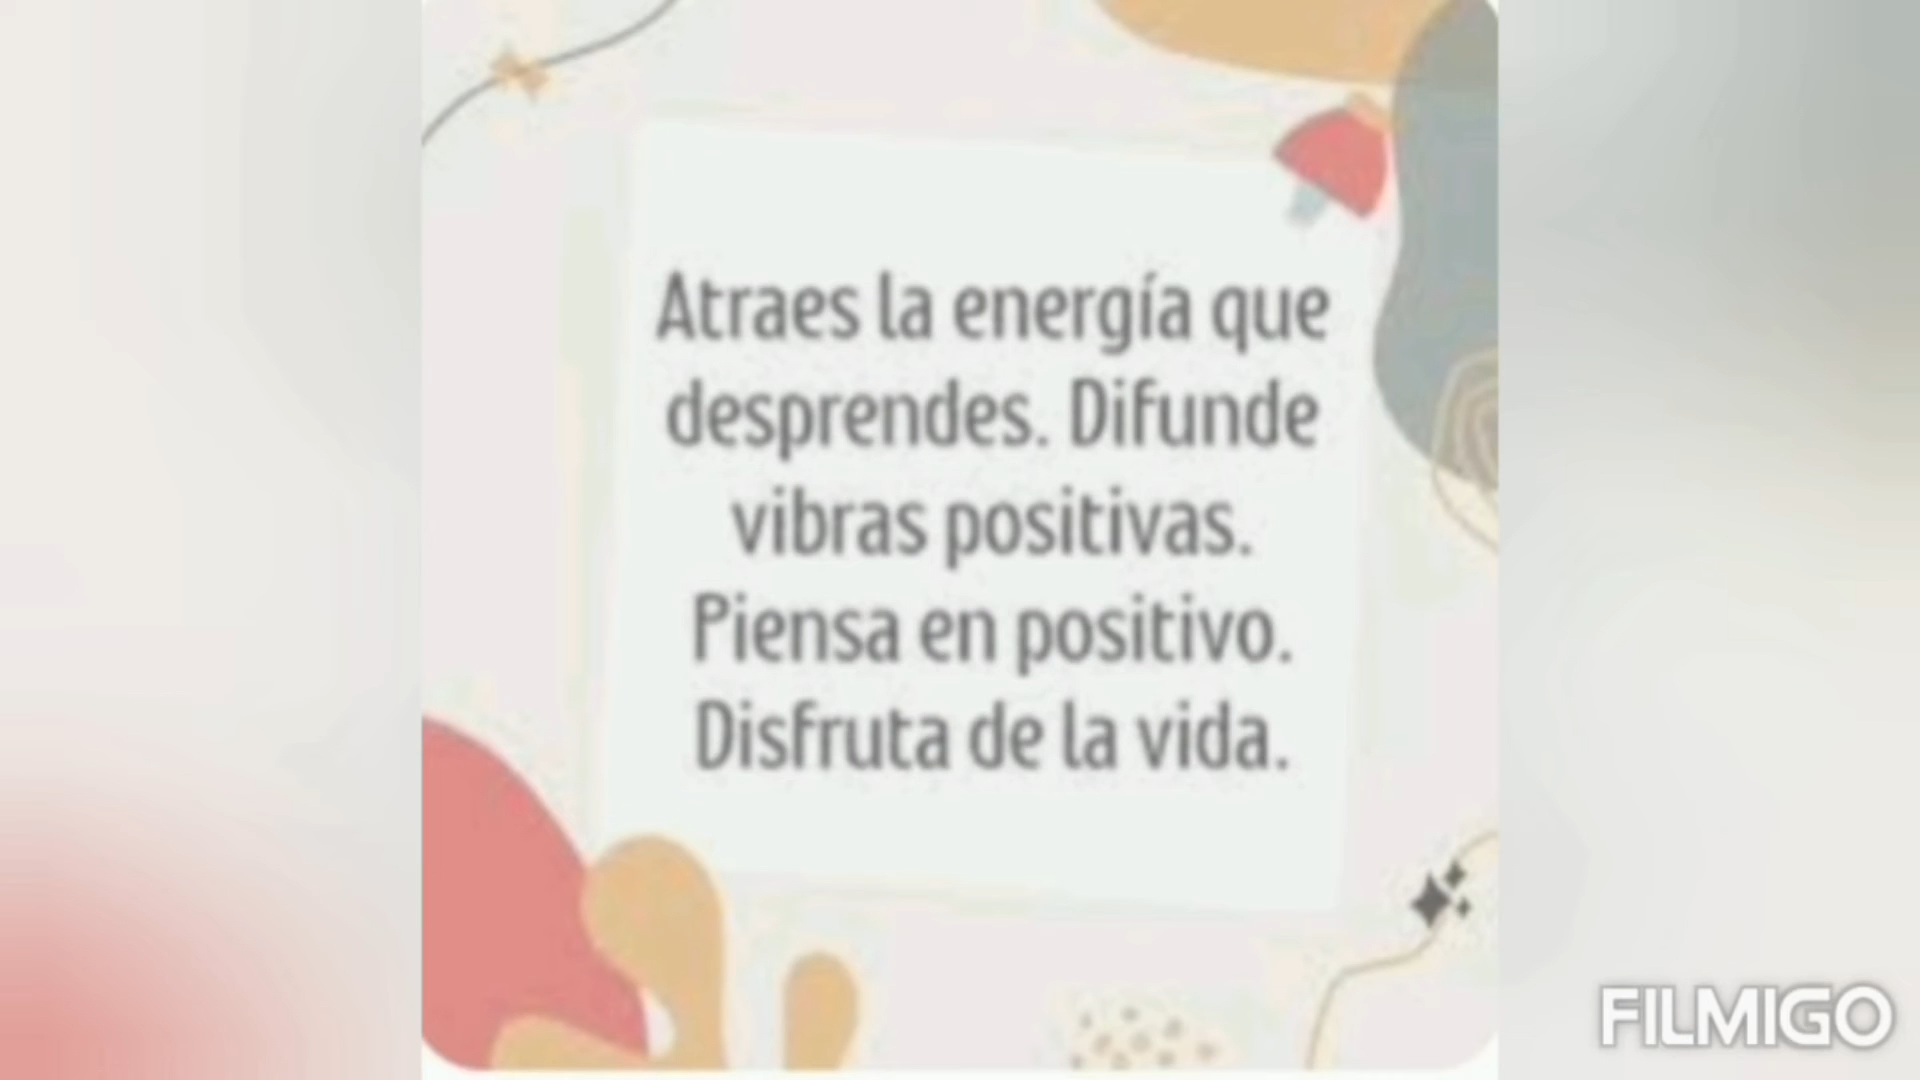 Atraes la energía que
desprendes. Difunde
vibras positivas.
Piensa en positivo.
Disfruta de la vida.
FILMIGO